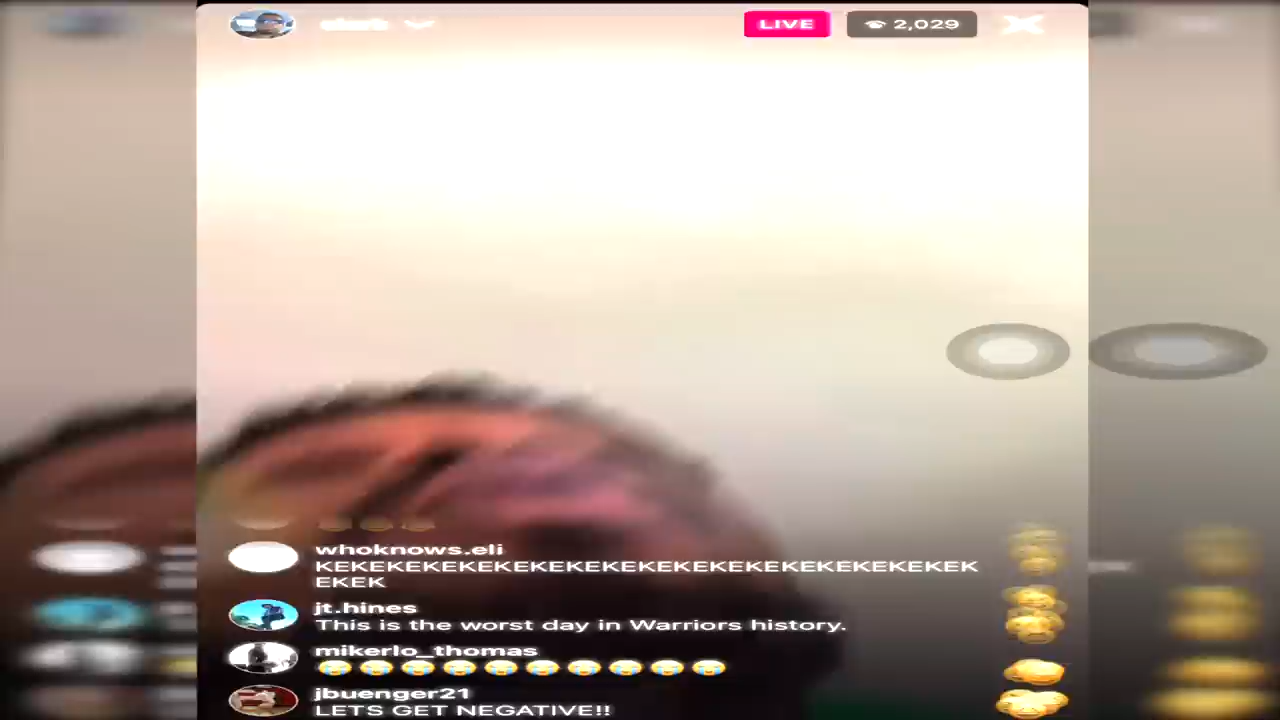 LIVE
2,029
whoknows.eli
KEKEKEKEKEKEKEKEKEKEKEKEKEKEKEKEKEKEK
EKEK
jt.hines
This is the worst day in Warriors history.
mikerlo_thomas
😭😭😭😭😭😭😭😭😭😭
jbuenger21
LETS GET NEGATIVE!!